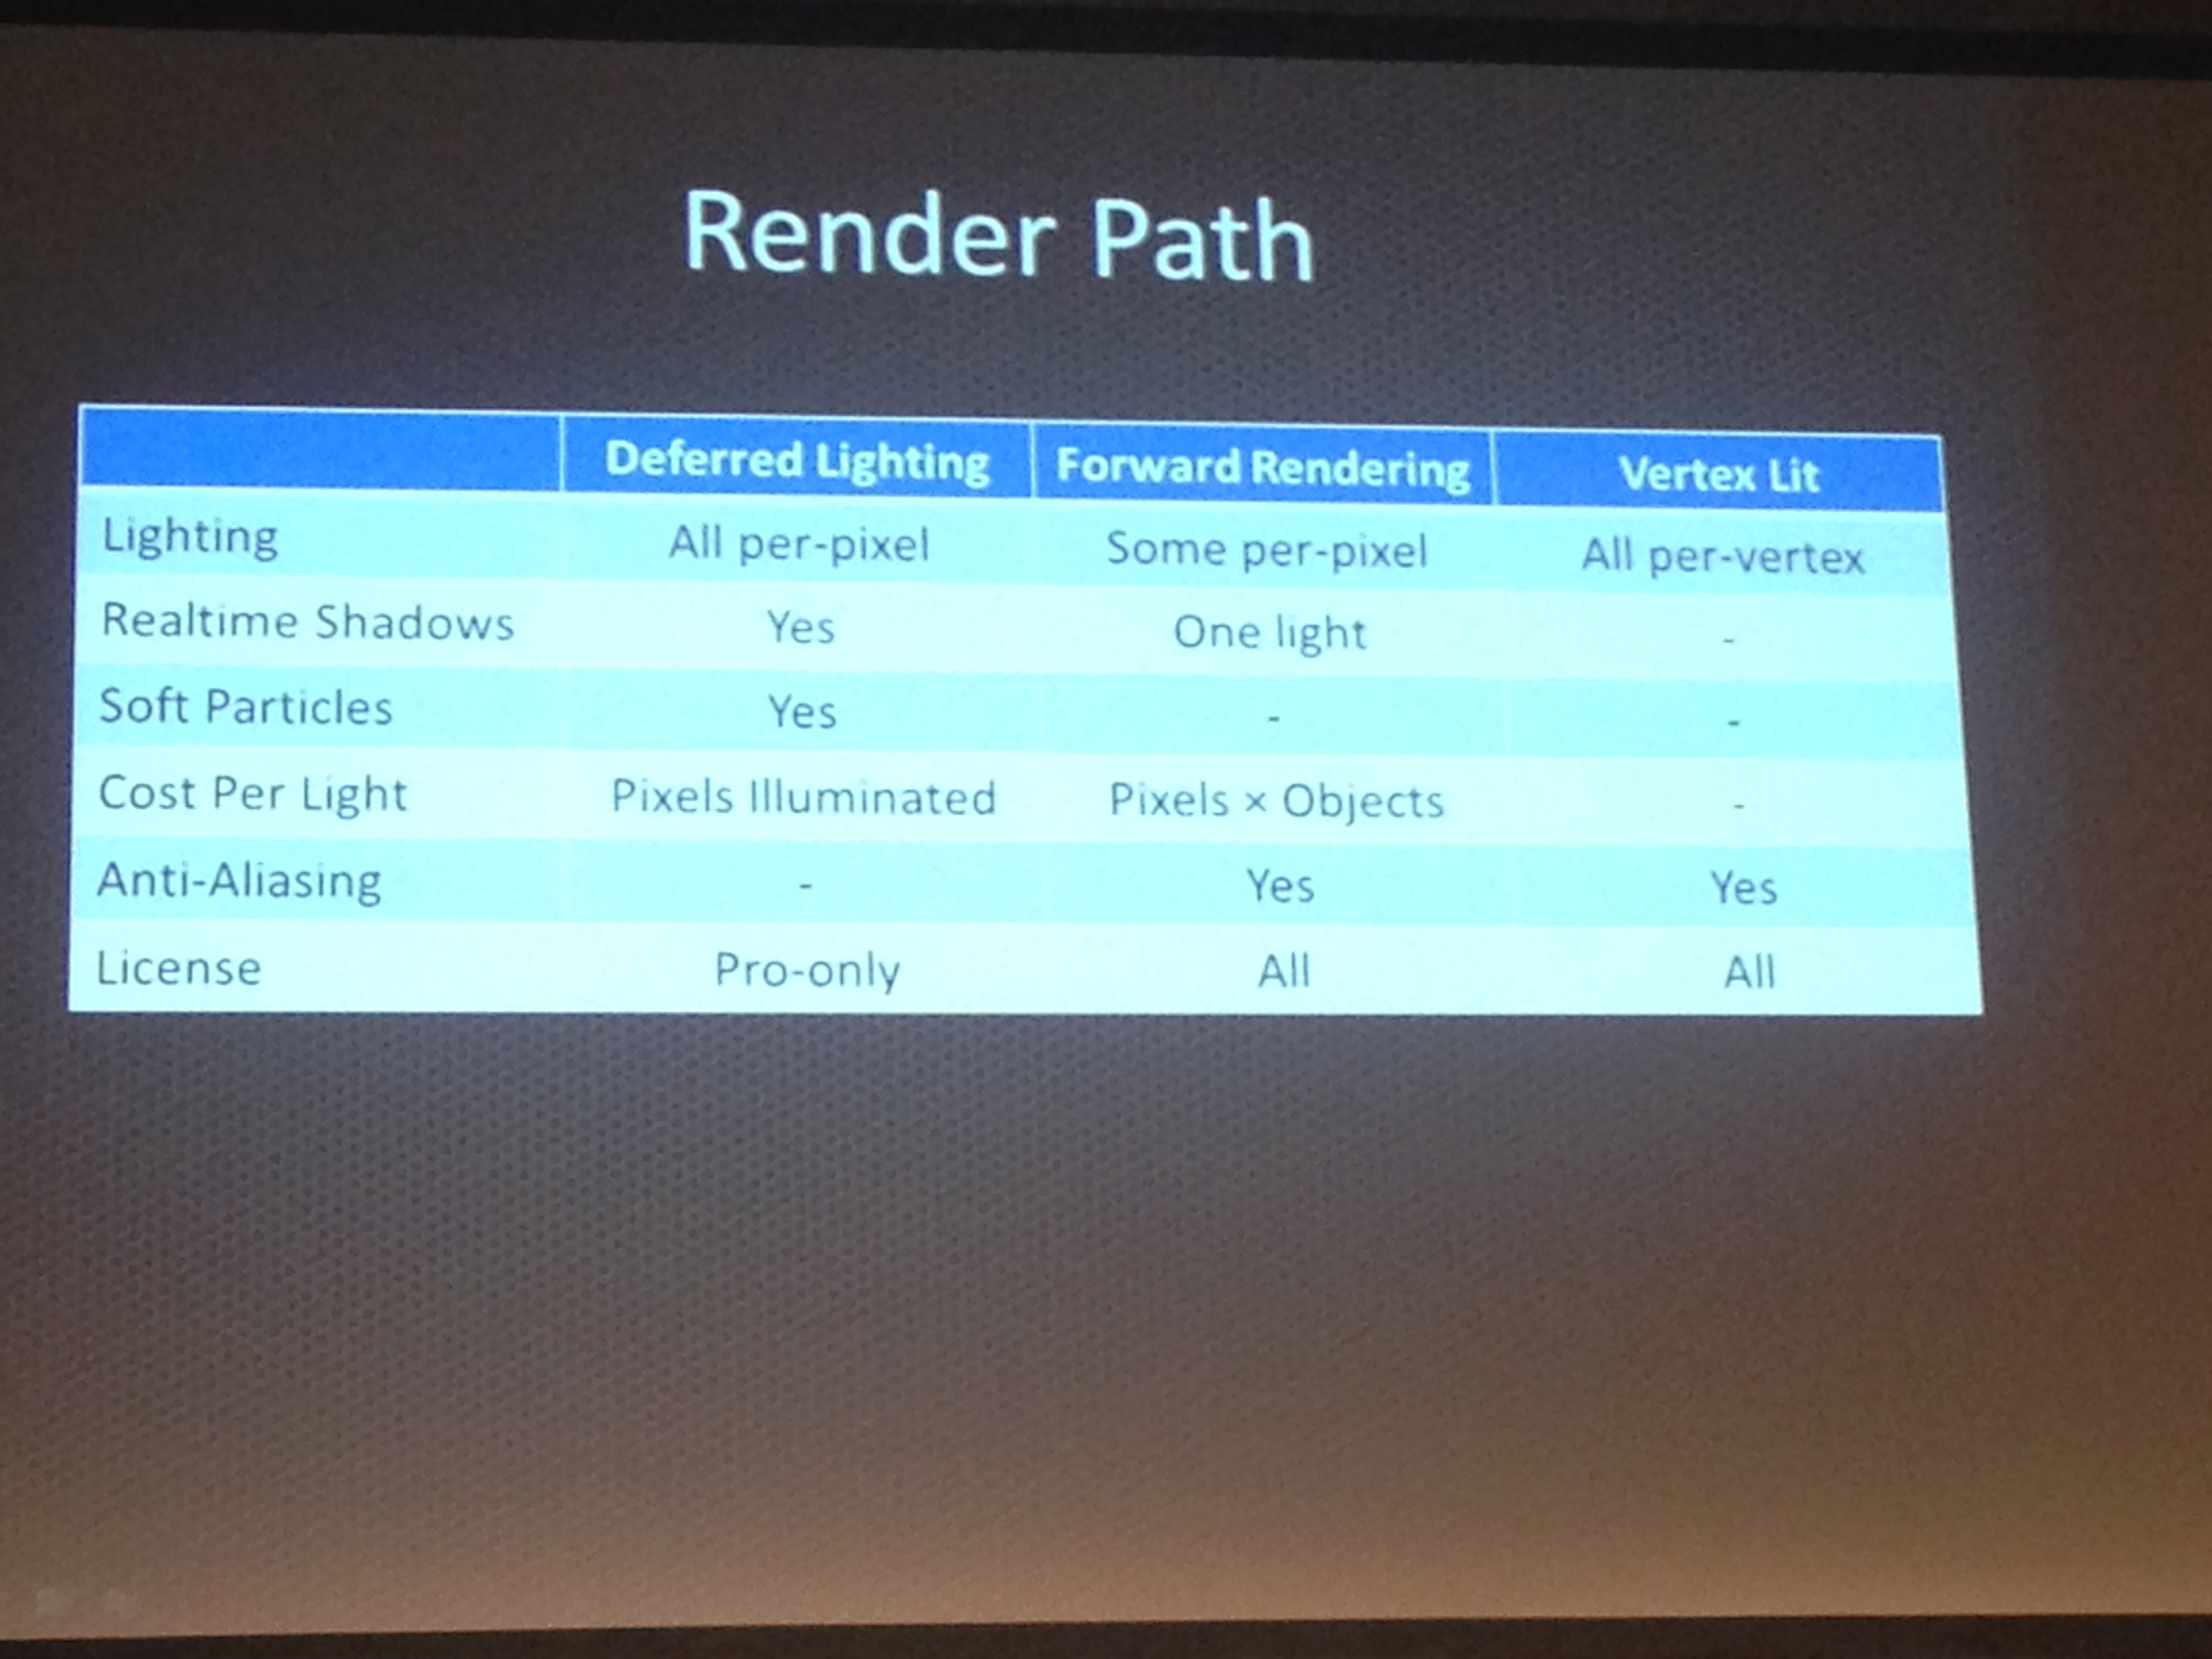 Render Path
Deferred Lighting Forward Rendering Vertex Lit
Lighting All per-pixel Some per-pixel All per-vertex
Realtime Shadows Yes One light -
Soft Particles Yes - -
Cost Per Light Pixels Illuminated Pixels × Objects -
Anti-Aliasing - Yes Yes
License Pro-only All All